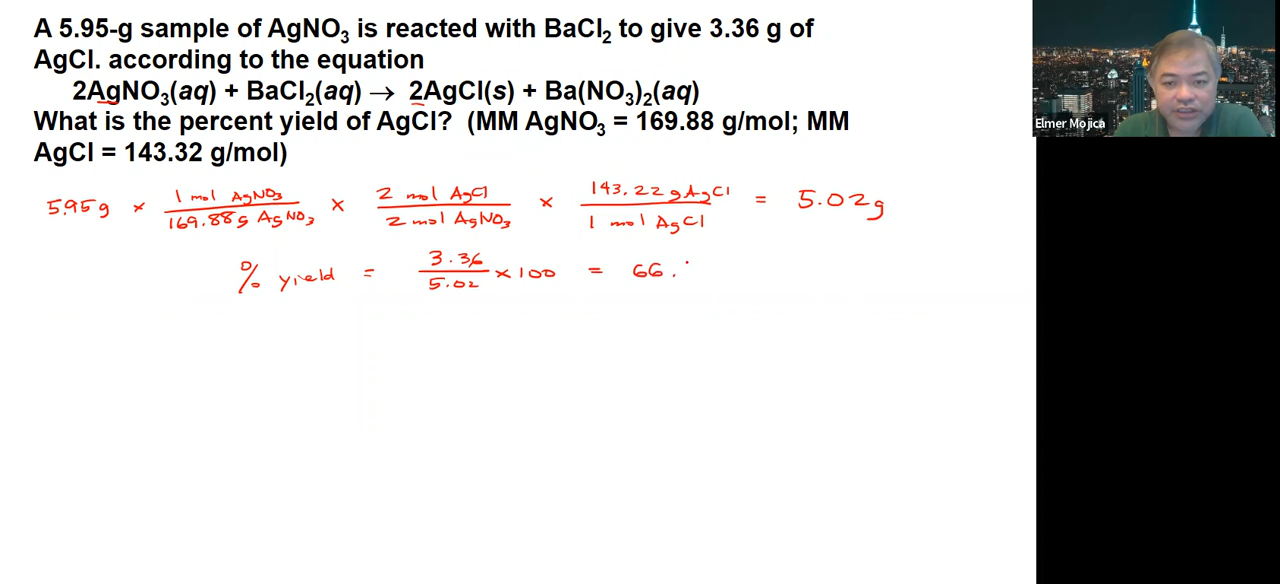 A 5.95-g sample of AgNO₃ is reacted with BaCl₂ to give 3.36 g of
AgCl. according to the equation
2AgNO₃(aq) + BaCl₂(aq) → 2AgCl(s) + Ba(NO₃)₂(aq)
What is the percent yield of AgCl? (MM AgNO₃ = 169.88 g/mol; MM
AgCl = 143.32 g/mol)
5.95 g × 1 mol AgNO₃ / 169.88 g AgNO₃ × 2 mol AgCl / 2 mol AgNO₃ × 143.22 g AgCl / 1 mol AgCl = 5.02 g
% yield = 3.36 / 5.02 × 100 = 66.
Elmer Mojica